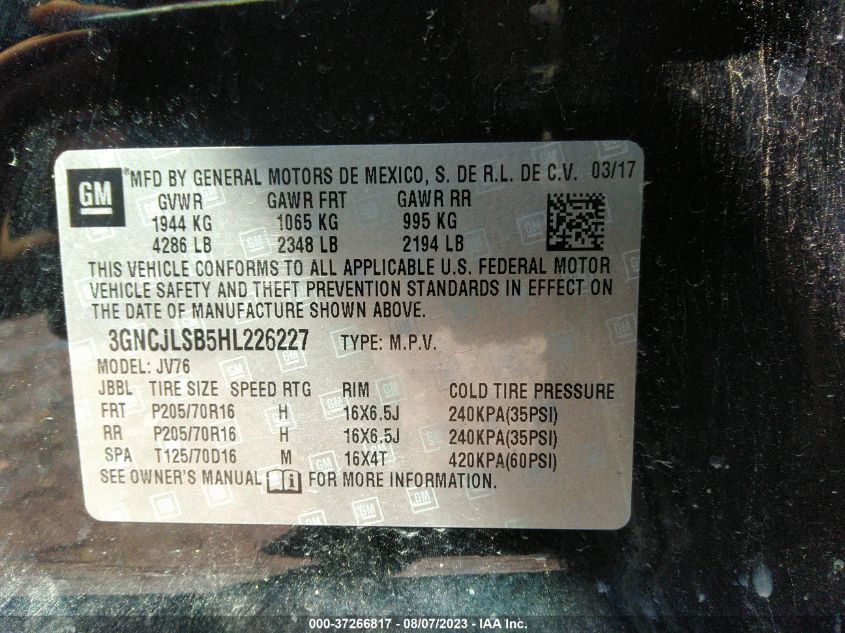 GM ®MFD BY GENERAL MOTORS DE MEXICO, S. DE R.L. DE C.V. 03/17
GVWR GAWR FRT GAWR RR
1944 KG 1065 KG 995 KG
4286 LB 2348 LB 2194 LB
THIS VEHICLE CONFORMS TO ALL APPLICABLE U.S. FEDERAL MOTOR
VEHICLE SAFETY AND THEFT PREVENTION STANDARDS IN EFFECT ON
THE DATE OF MANUFACTURE SHOWN ABOVE.
3GNCJLSB5HL226227 TYPE: M.P.V.
MODEL: JV76
JBBL TIRE SIZE SPEED RTG RIM COLD TIRE PRESSURE
FRT P205/70R16 H 16X6.5J 240KPA(35PSI)
RR P205/70R16 H 16X6.5J 240KPA(35PSI)
SPA T125/70D16 M 16X4T 420KPA(60PSI)
SEE OWNER'S MANUAL FOR MORE INFORMATION.
000-37266817 - 08/07/2023 - IAA Inc.